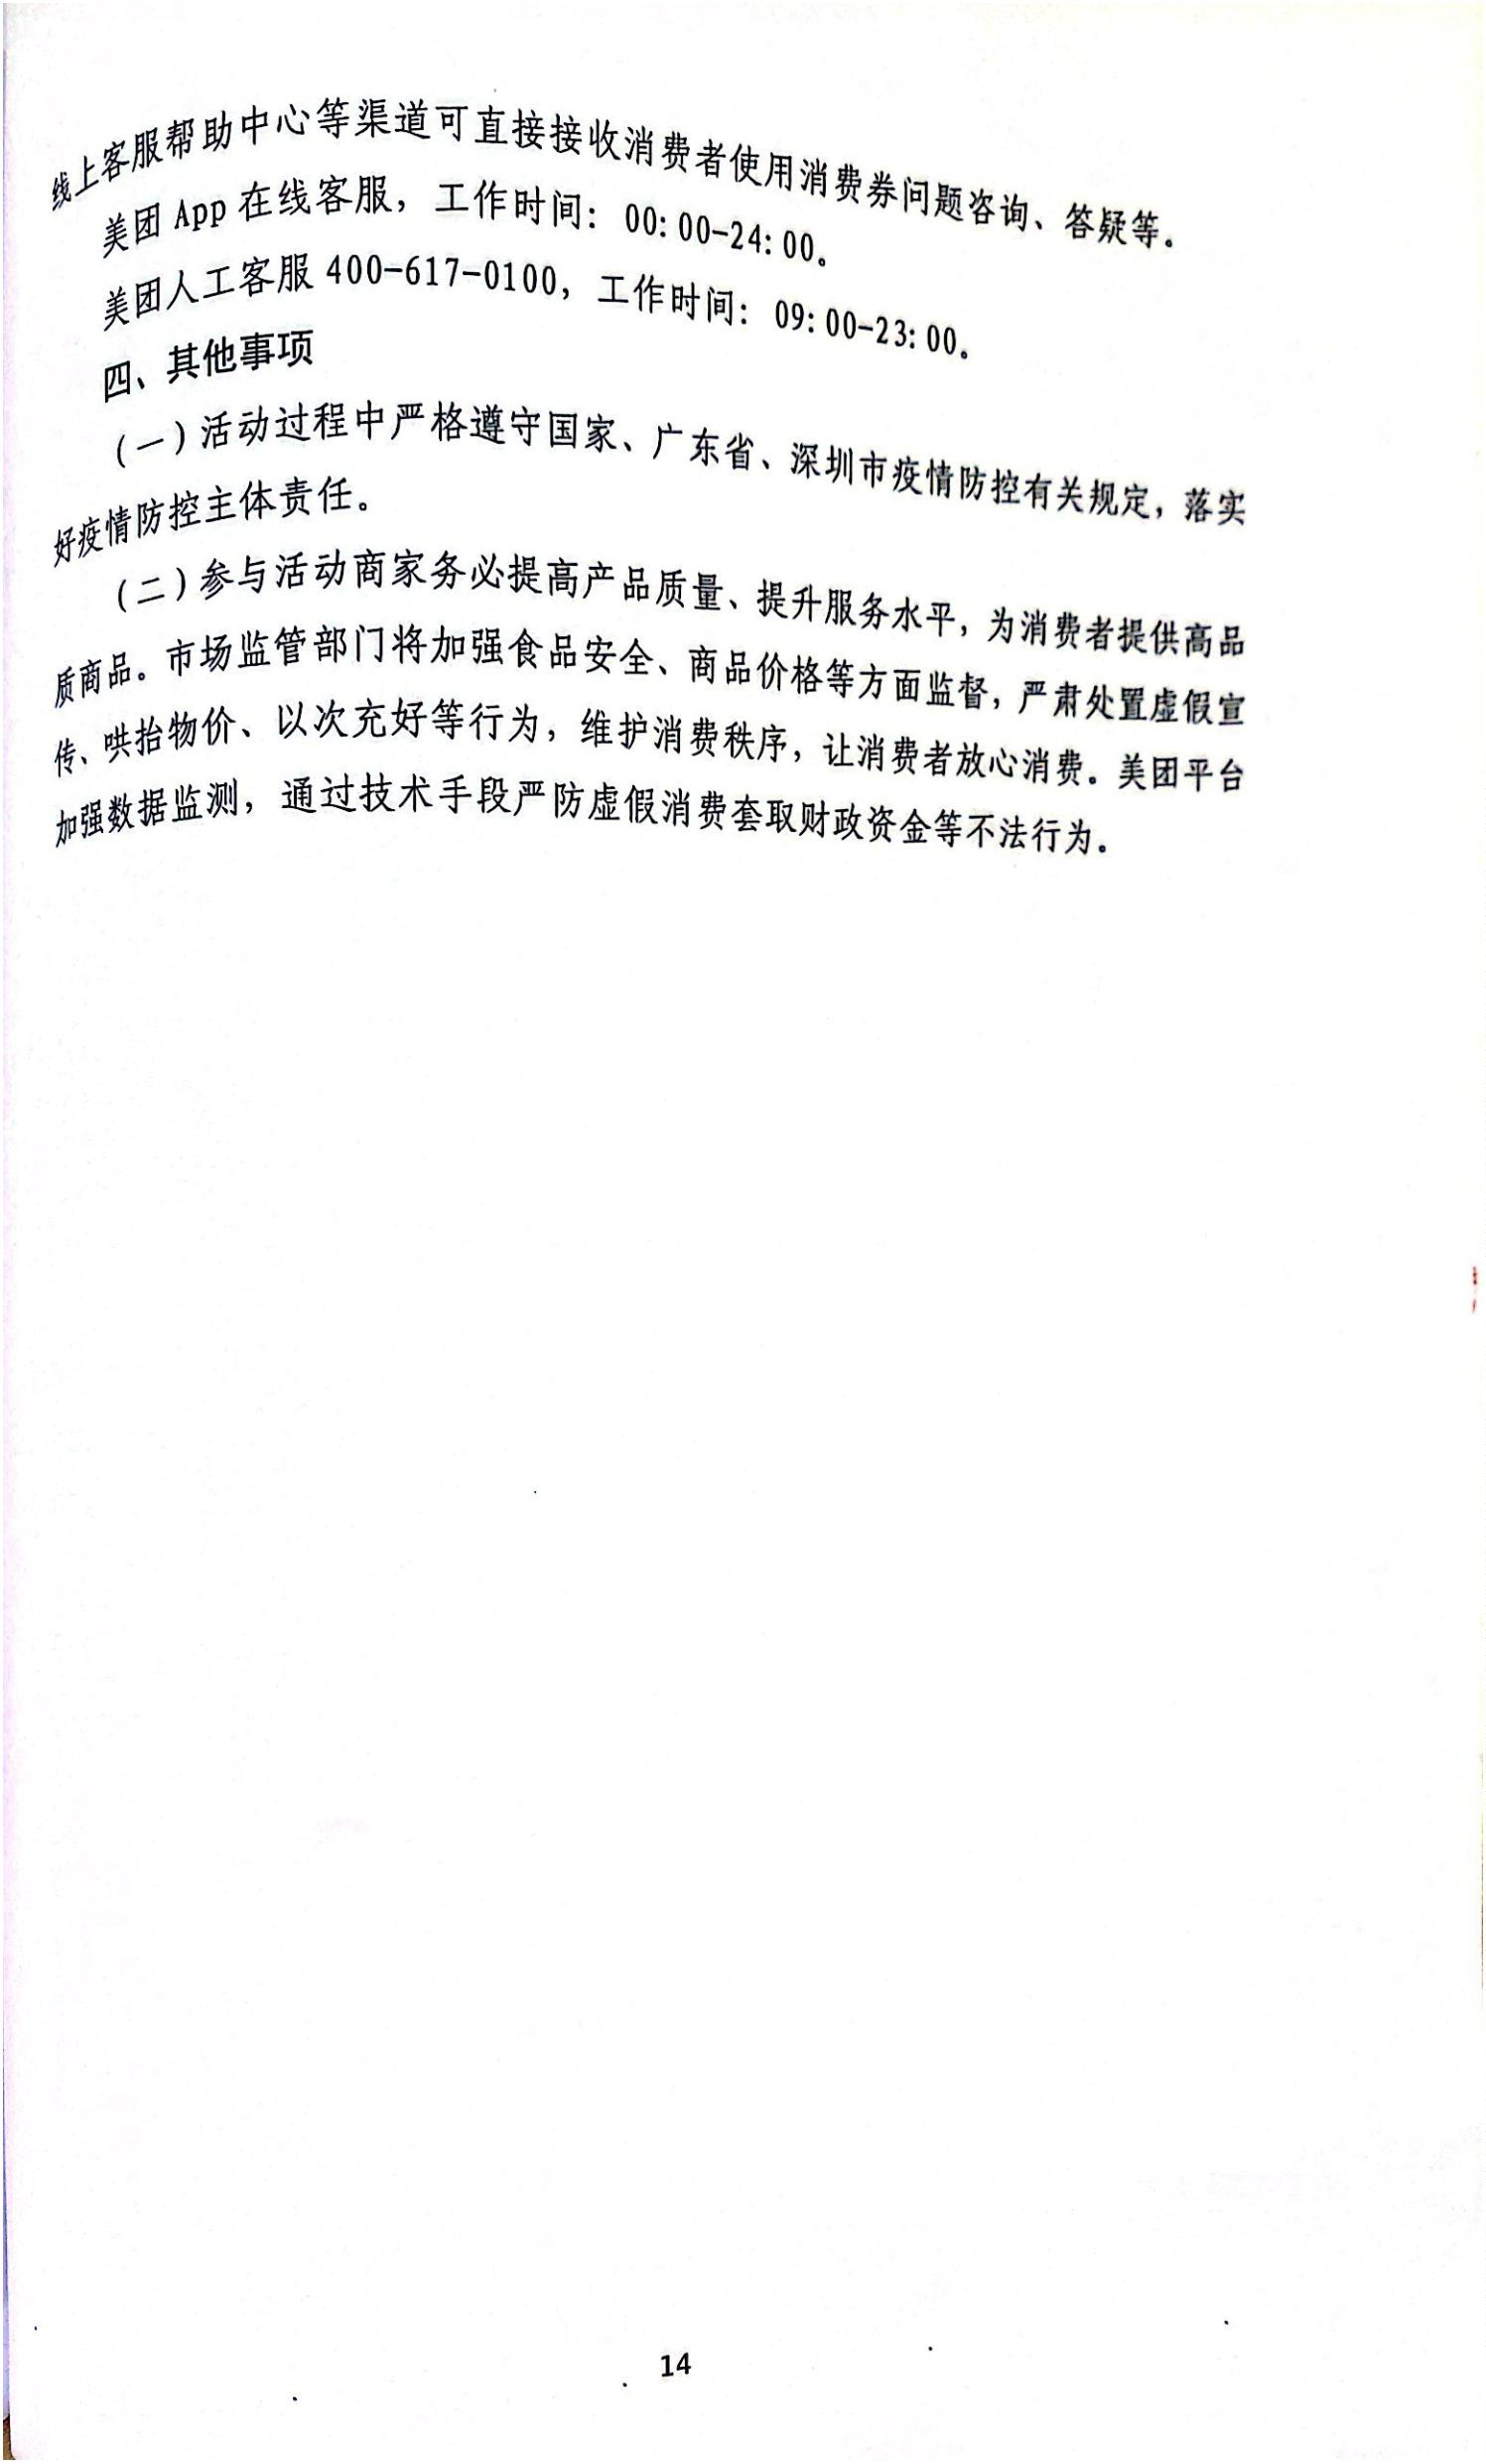 线上客服帮助中心等渠道可直接接收消费者使用消费券问题咨询、答疑等。
美团 App 在线客服，工作时间：00:00-24:00。
美团人工客服 400-617-0100，工作时间：09:00-23:00。
四、其他事项
（一）活动过程中严格遵守国家、广东省、深圳市疫情防控有关规定，落实
好疫情防控主体责任。
（二）参与活动商家务必提高产品质量、提升服务水平，为消费者提供高品
质商品。市场监管部门将加强食品安全、商品价格等方面监督，严肃处置虚假宣
传、哄抬物价、以次充好等行为，维护消费秩序，让消费者放心消费。美团平台
加强数据监测，通过技术手段严防虚假消费套取财政资金等不法行为。
14